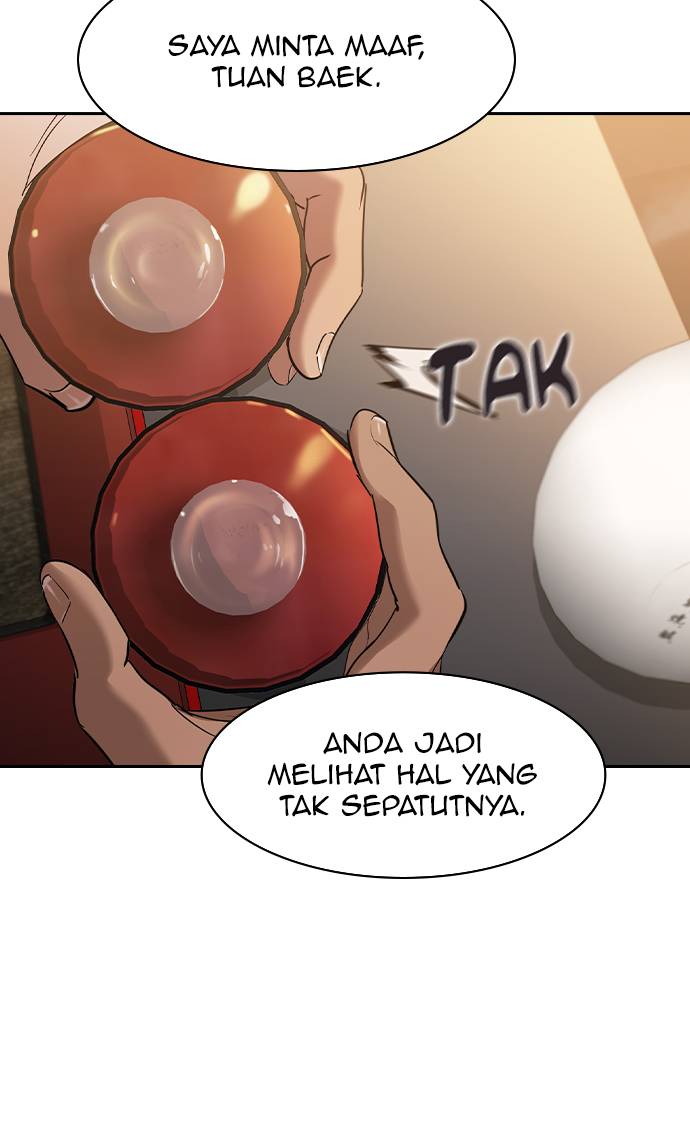 SAYA MINTA MAAF,
TUAN BAEK.
TAK
ANDA JADI
MELIHAT HAL YANG
TAK SEPATUTNYA.